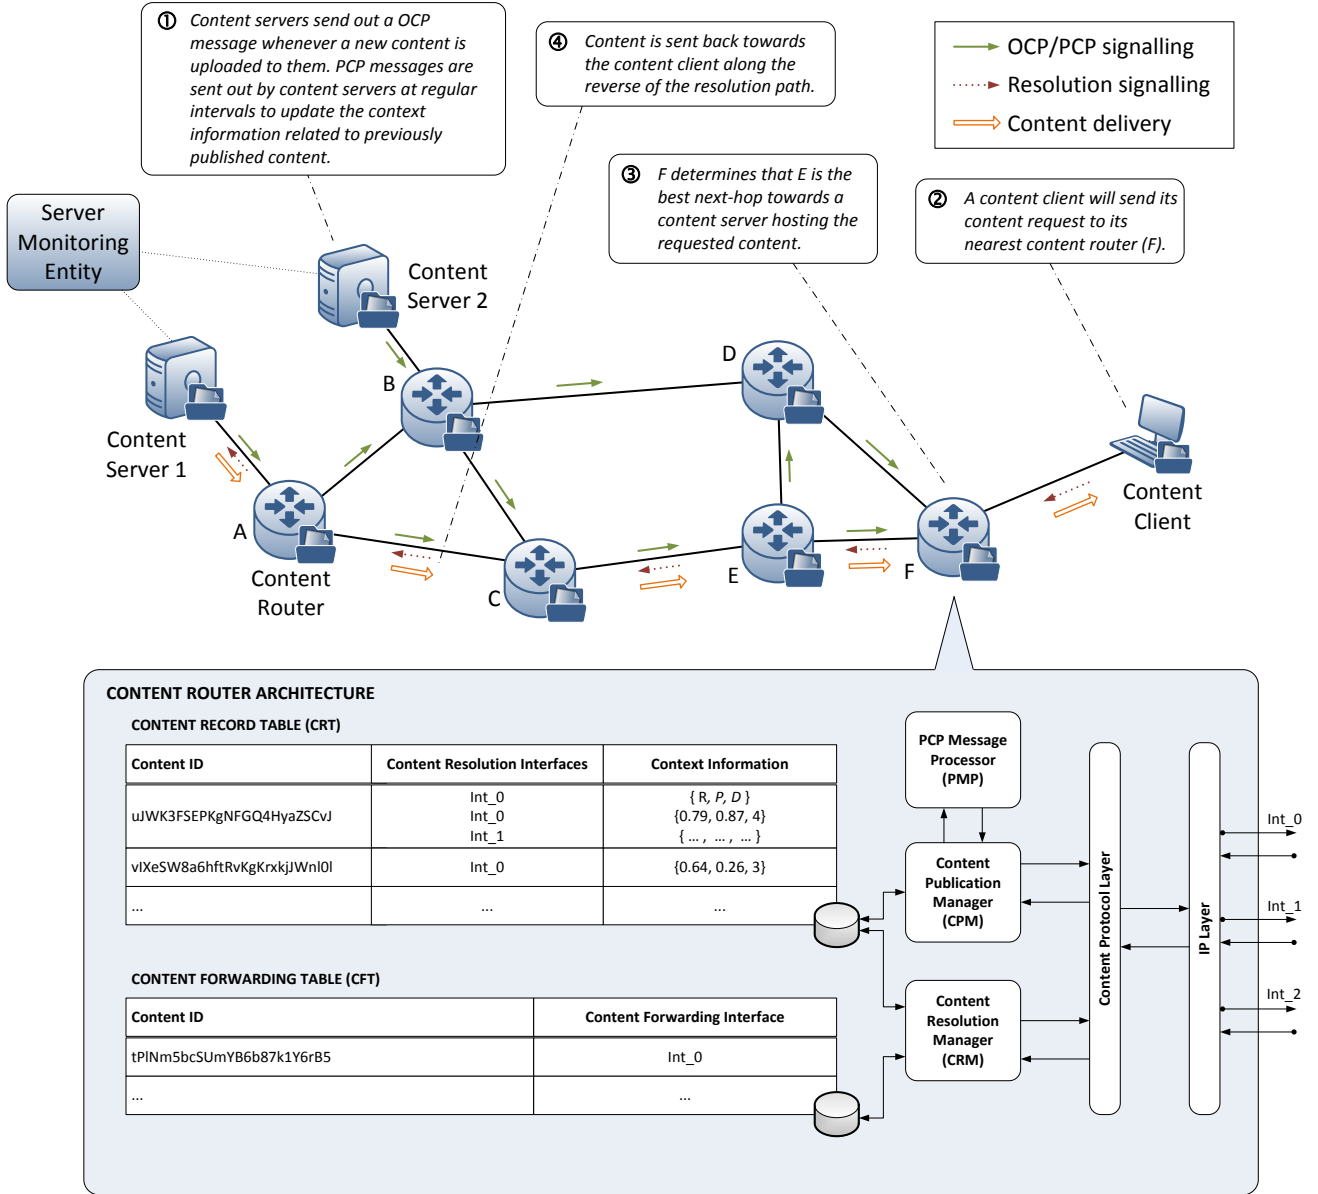 ① Content servers send out a OCP
message whenever a new content is
uploaded to them. PCP messages are
sent out by content servers at regular
intervals to update the context
information related to previously
published content.
④ Content is sent back towards
the content client along the
reverse of the resolution path.
OCP/PCP signalling
Resolution signalling
Content delivery
③ F determines that E is the
best next-hop towards a
content server hosting the
requested content.
② A content client will send its
content request to its
nearest content router (F).
Server
Monitoring
Entity
Content
Server 2
Content
Server 1
A
B
C
D
E
F
Content
Router
Content
Client
CONTENT ROUTER ARCHITECTURE
CONTENT RECORD TABLE (CRT)
Content ID Content Resolution Interfaces Context Information
uJWK3FSEPKgNFGQ4HyaZSCvJ
Int_0 { R, P, D }
Int_0 {0.79, 0.87, 4}
Int_1 { ... , ... , ... }
vIXeSW8a6hftRvKgKrxkjJWnl0l Int_0 {0.64, 0.26, 3}
... ... ...
CONTENT FORWARDING TABLE (CFT)
Content ID Content Forwarding Interface
tPlNm5bcSUmYB6b87k1Y6rB5 Int_0
... ...
PCP Message
Processor
(PMP)
Content
Publication
Manager
(CPM)
Content
Resolution
Manager
(CRM)
Content Protocol Layer
IP Layer
Int_0
Int_1
Int_2